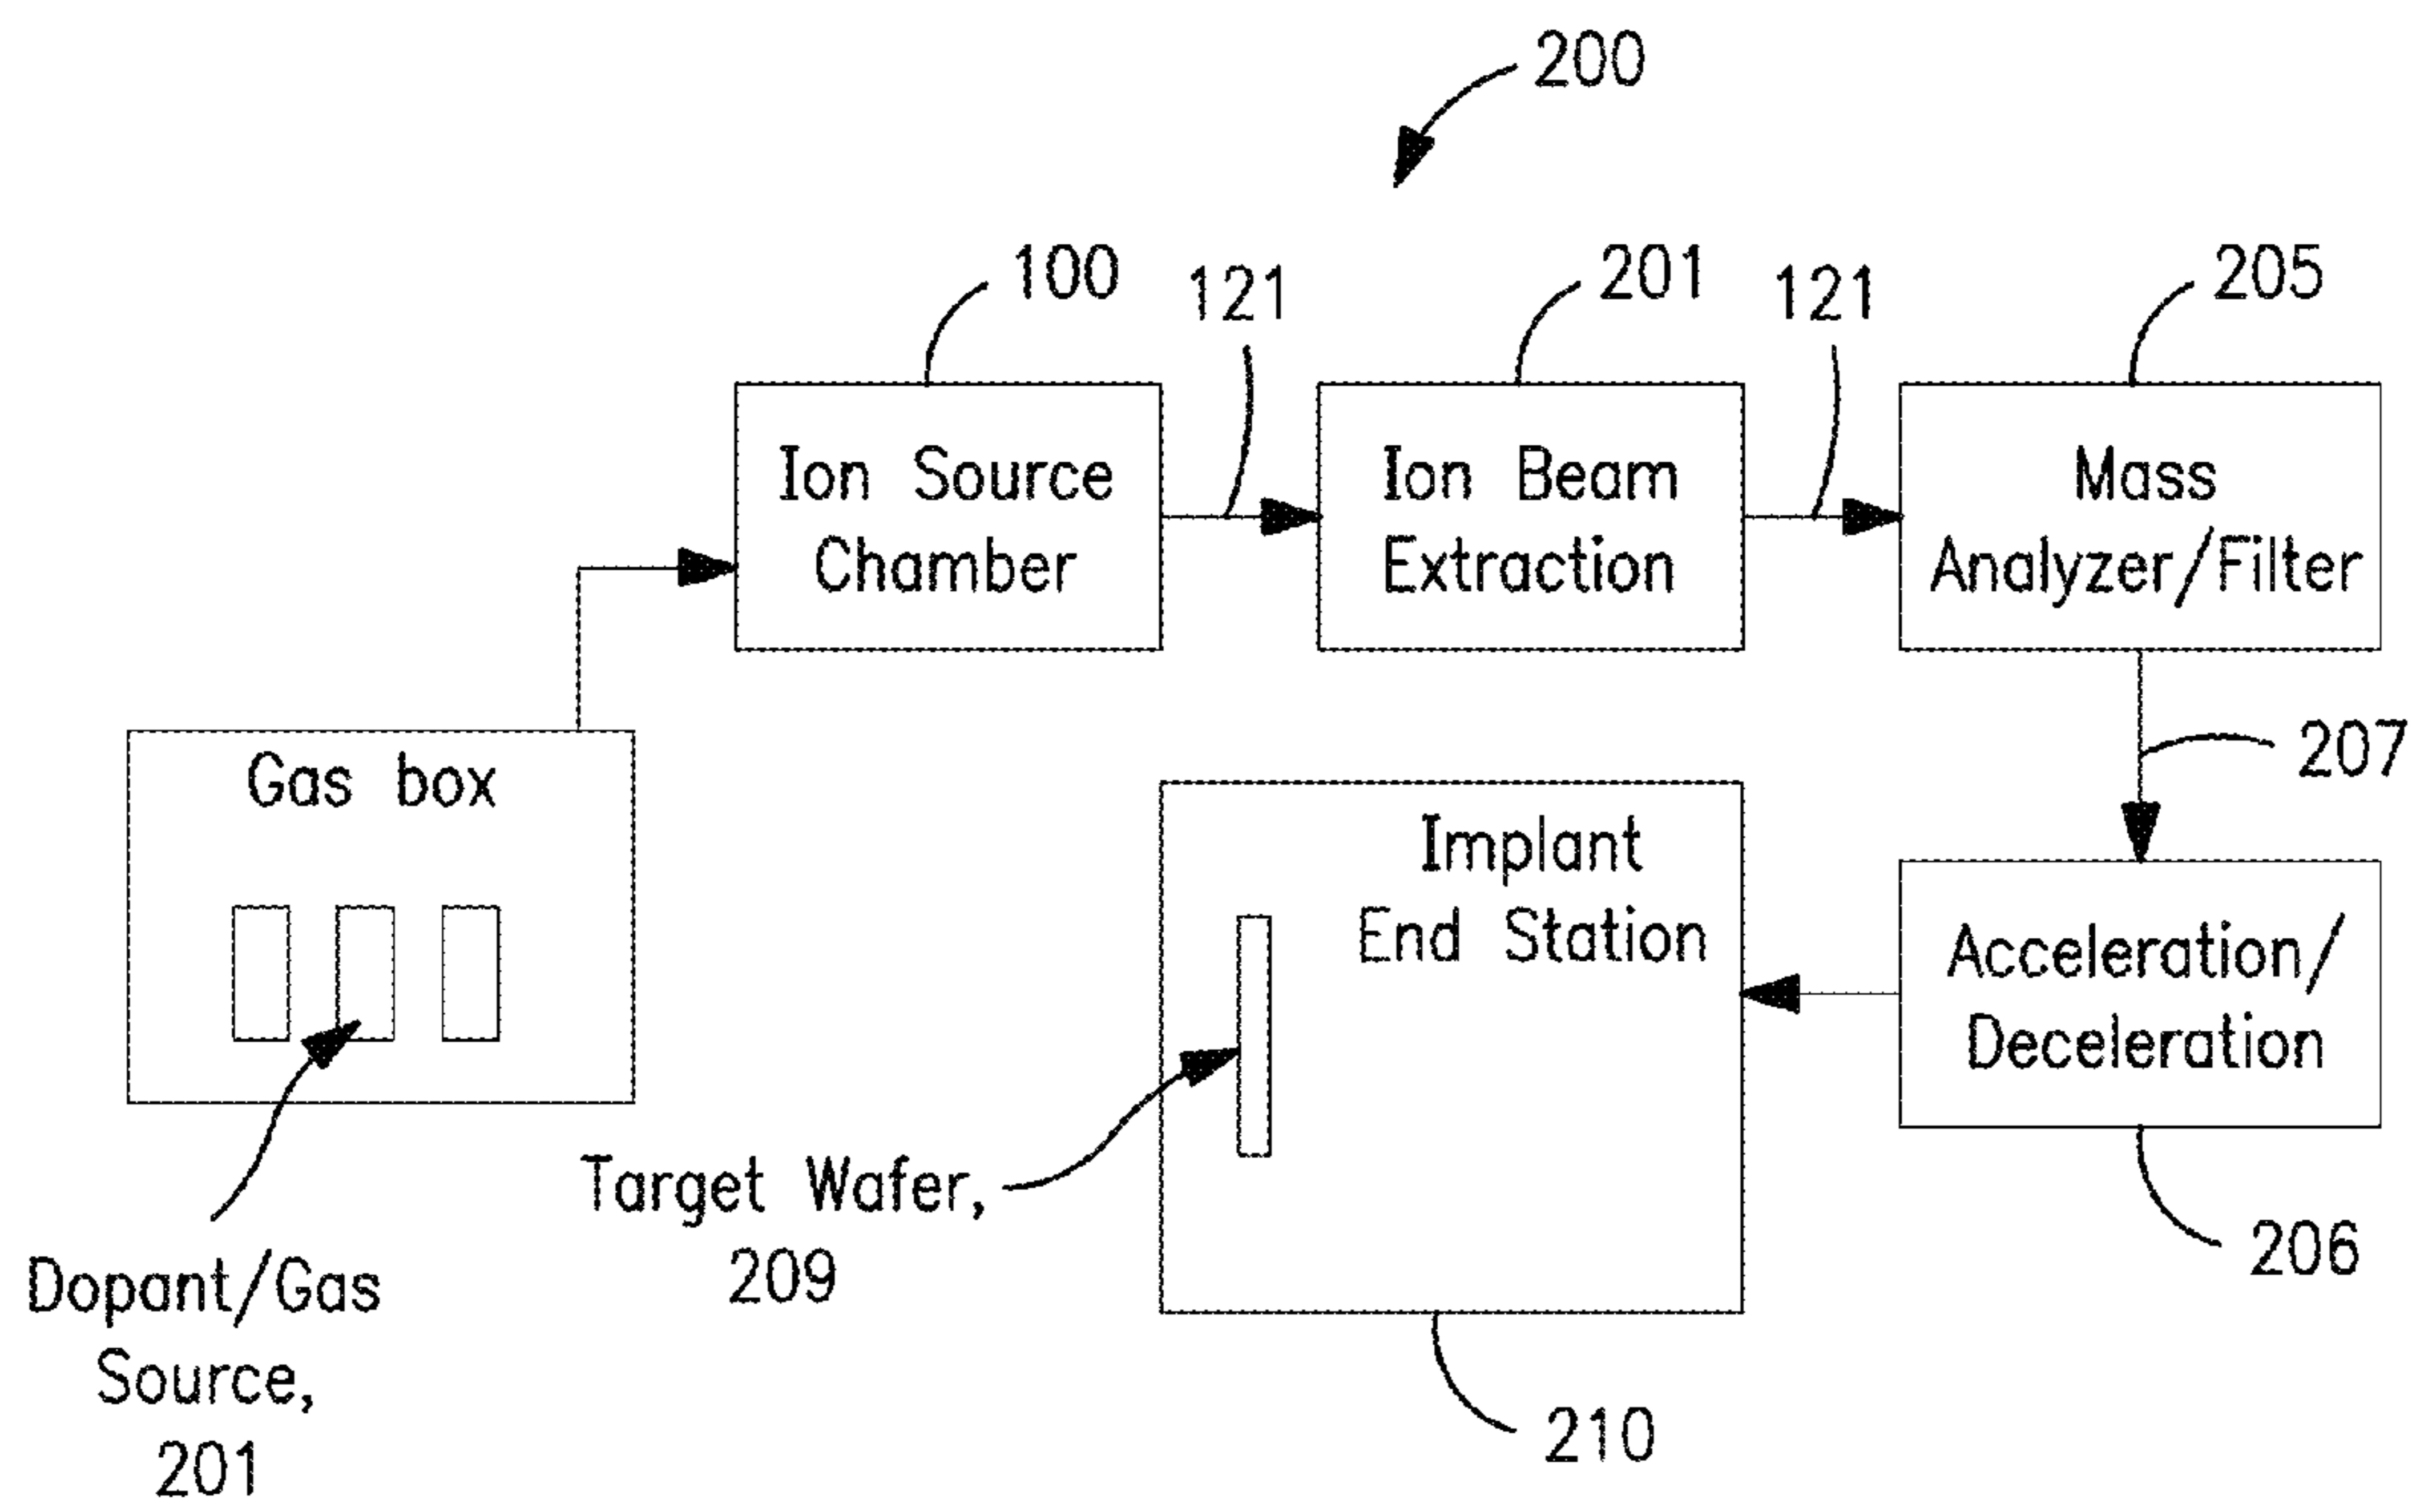 200
100
121
201
121
205
Ion Source
Chamber
Ion Beam
Extraction
Mass
Analyzer/Filter
207
Gas box
Implant
End Station
Acceleration/
Deceleration
Target Wafer,
209
206
Dopant/Gas
Source,
201
210